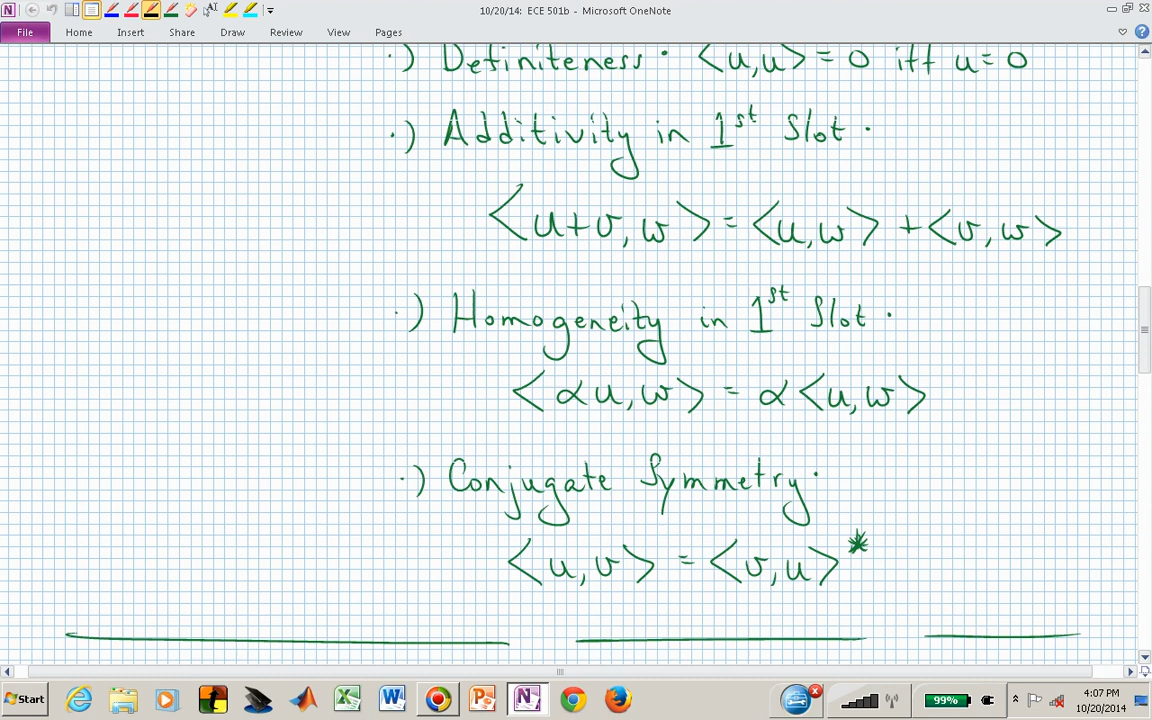 10/20/14: ECE 501b - Microsoft OneNote
File Home Insert Share Draw Review View Pages
·) Definiteness · <u,u> = 0 iff u = 0
·) Additivity in 1st Slot ·
<u+v, w> = <u,w> + <v,w>
·) Homogeneity in 1st Slot ·
<αu, w> = α<u,w>
·) Conjugate Symmetry ·
<u,v> = <v,u>*
Start 99% 4:07 PM
10/20/2014